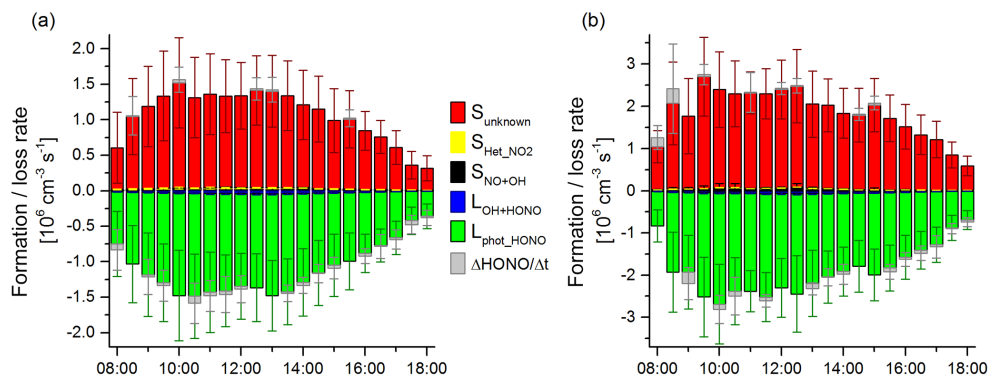 (a)
Formation / loss rate
[10⁶ cm⁻³ s⁻¹]
2.0
1.5
1.0
0.5
0.0
-0.5
-1.0
-1.5
-2.0
08:00 10:00 12:00 14:00 16:00 18:00
S_unknown
S_Het_NO2
S_NO+OH
L_OH+HONO
L_phot_HONO
ΔHONO/Δt
(b)
Formation / loss rate
[10⁶ cm⁻³ s⁻¹]
3
2
1
0
-1
-2
-3
08:00 10:00 12:00 14:00 16:00 18:00